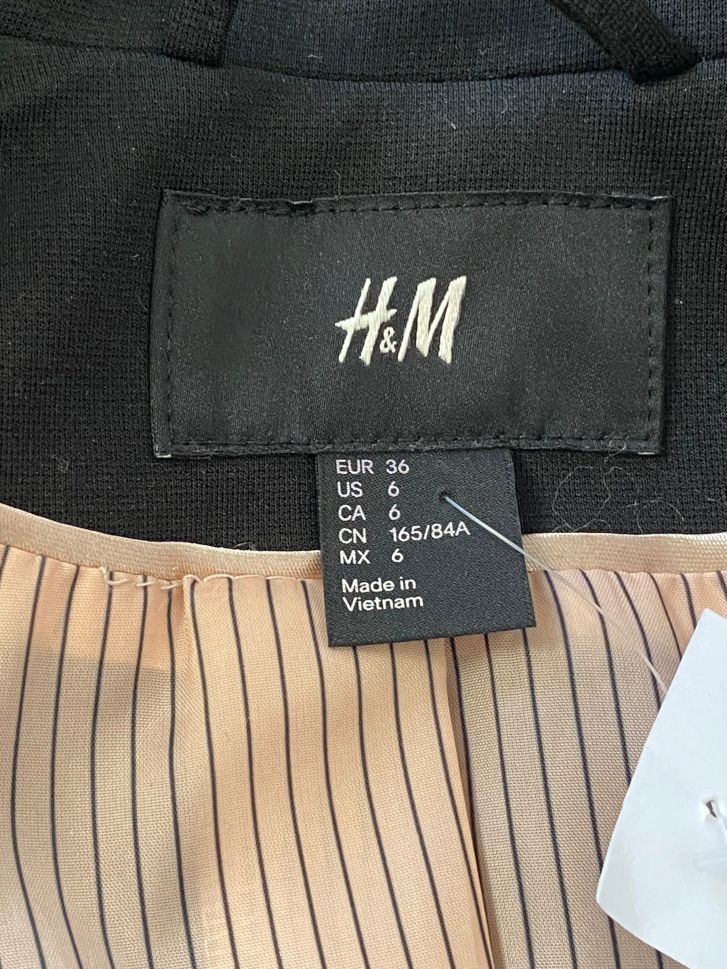 H&M
EUR 36
US 6
CA 6
CN 165/84A
MX 6
Made in
Vietnam